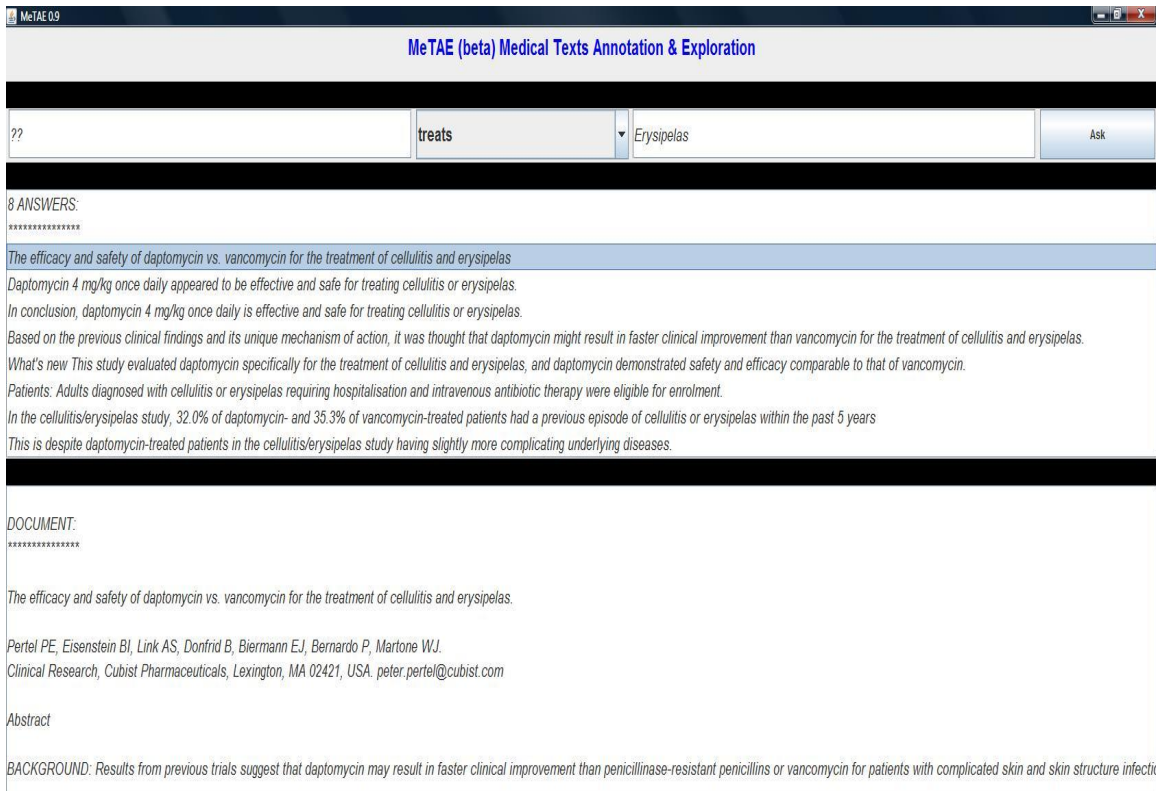 MeTAE 0.9
MeTAE (beta) Medical Texts Annotation & Exploration
?? treats Erysipelas Ask
8 ANSWERS:
***************
The efficacy and safety of daptomycin vs. vancomycin for the treatment of cellulitis and erysipelas
Daptomycin 4 mg/kg once daily appeared to be effective and safe for treating cellulitis or erysipelas.
In conclusion, daptomycin 4 mg/kg once daily is effective and safe for treating cellulitis or erysipelas.
Based on the previous clinical findings and its unique mechanism of action, it was thought that daptomycin might result in faster clinical improvement than vancomycin for the treatment of cellulitis and erysipelas.
What's new This study evaluated daptomycin specifically for the treatment of cellulitis and erysipelas, and daptomycin demonstrated safety and efficacy comparable to that of vancomycin.
Patients: Adults diagnosed with cellulitis or erysipelas requiring hospitalisation and intravenous antibiotic therapy were eligible for enrolment.
In the cellulitis/erysipelas study, 32.0% of daptomycin- and 35.3% of vancomycin-treated patients had a previous episode of cellulitis or erysipelas within the past 5 years
This is despite daptomycin-treated patients in the cellulitis/erysipelas study having slightly more complicating underlying diseases.
DOCUMENT:
***************
The efficacy and safety of daptomycin vs. vancomycin for the treatment of cellulitis and erysipelas.
Pertel PE, Eisenstein BI, Link AS, Donfrid B, Biermann EJ, Bernardo P, Martone WJ.
Clinical Research, Cubist Pharmaceuticals, Lexington, MA 02421, USA. peter.pertel@cubist.com
Abstract
BACKGROUND: Results from previous trials suggest that daptomycin may result in faster clinical improvement than penicillinase-resistant penicillins or vancomycin for patients with complicated skin and skin structure infectio